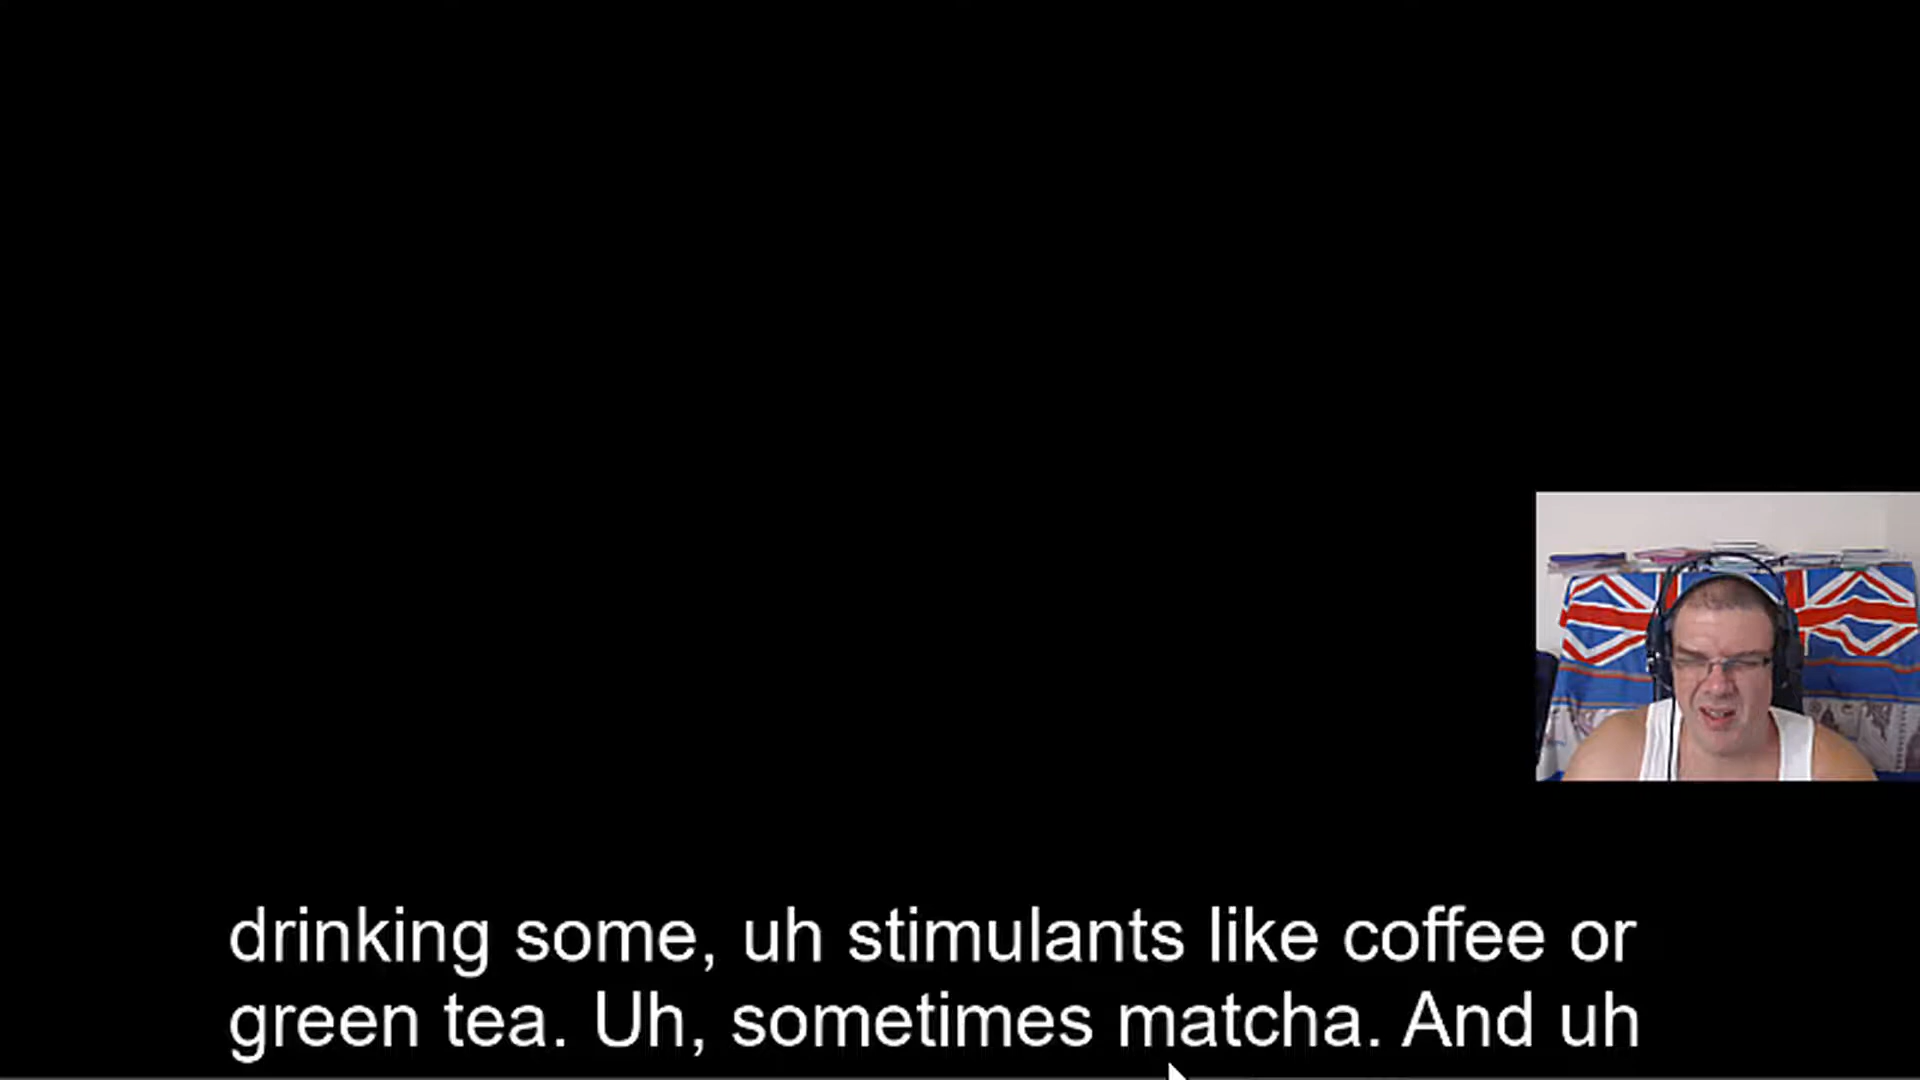 drinking some, uh stimulants like coffee or
green tea. Uh, sometimes matcha. And uh